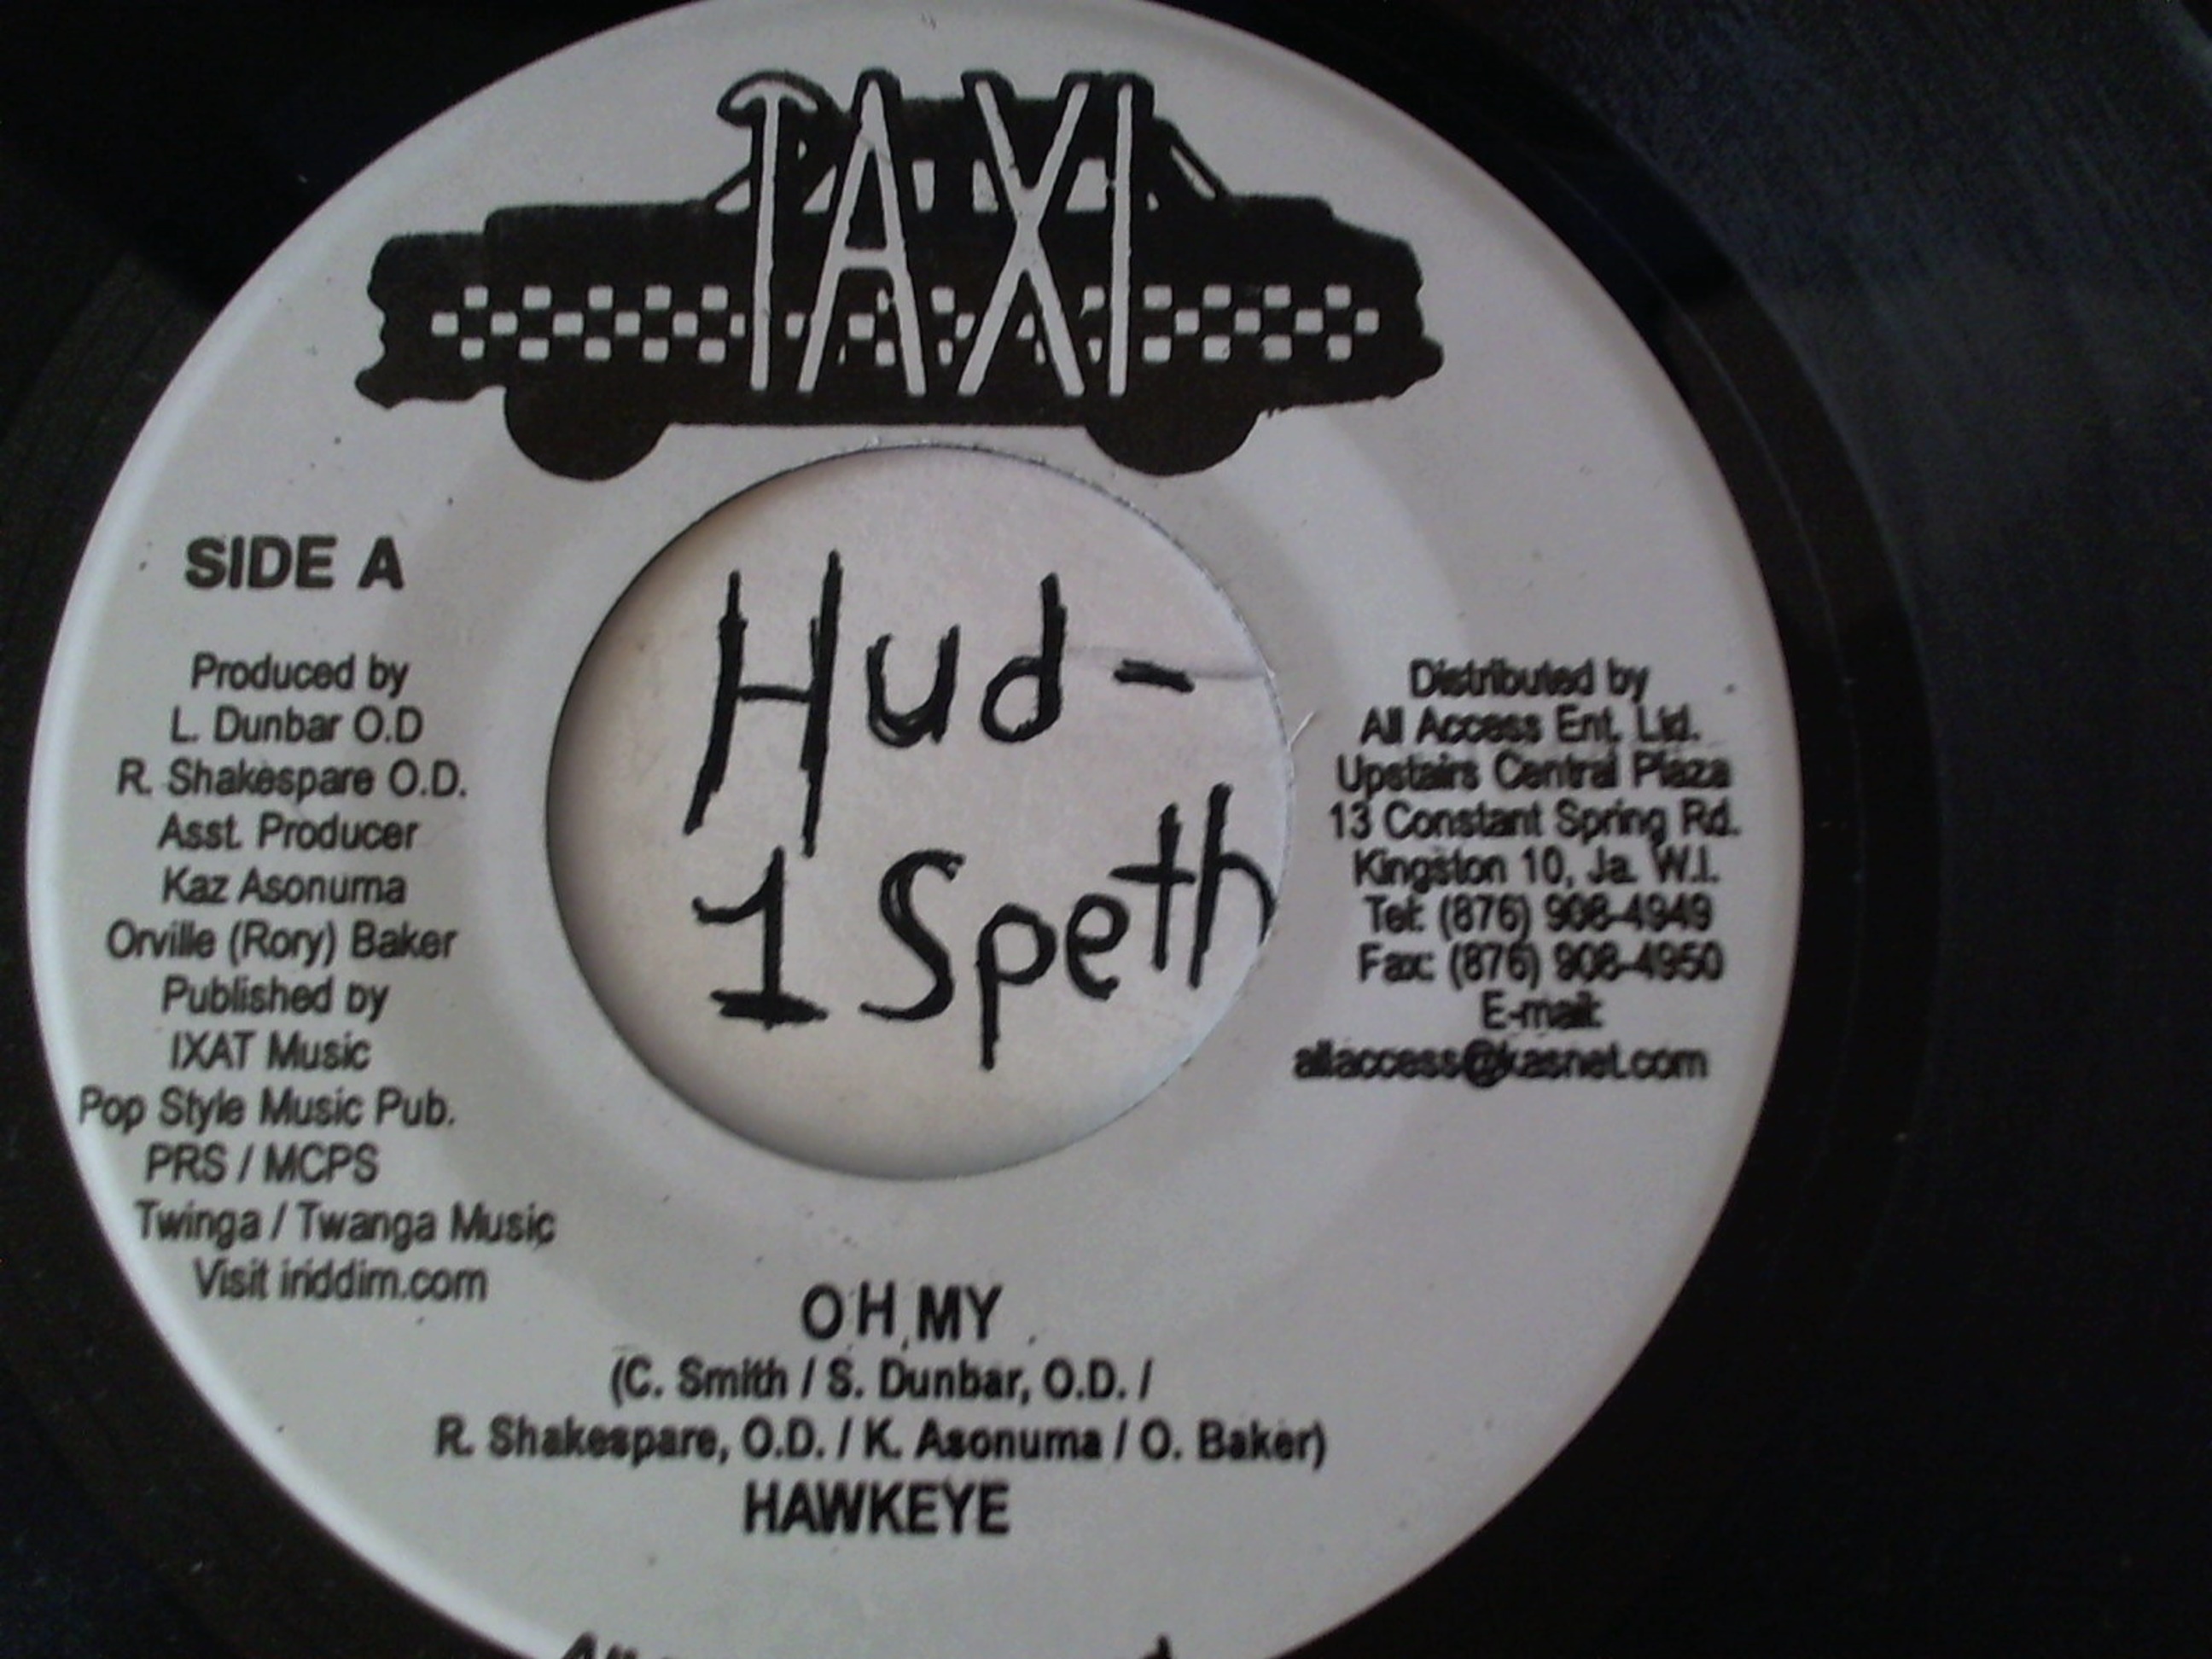 TAXI
SIDE A
Produced by
L. Dunbar O.D
R. Shakespare O.D.
Asst. Producer
Kaz Asonuma
Orville (Rory) Baker
Published by
IXAT Music
Pop Style Music Pub.
PRS / MCPS
Twinga / Twanga Music
Visit iriddim.com
Hud-
1 Speth
Distributed by
All Access Ent. Ltd.
Upstairs Central Plaza
13 Constant Spring Rd.
Kingston 10, Ja. W.I.
Tel: (876) 908-4949
Fax: (876) 908-4950
E-mail:
allaccess@kasnet.com
OH MY
(C. Smith / S. Dunbar, O.D. /
R. Shakespare, O.D. / K. Asonuma / O. Baker)
HAWKEYE